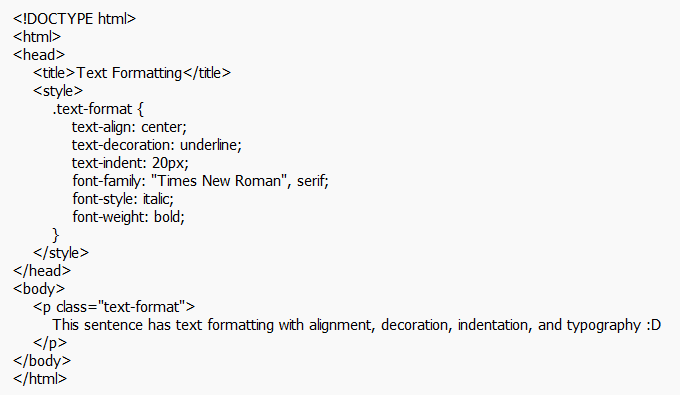 <!DOCTYPE html>
<html>
<head>
<title>Text Formatting</title>
<style>
.text-format {
text-align: center;
text-decoration: underline;
text-indent: 20px;
font-family: "Times New Roman", serif;
font-style: italic;
font-weight: bold;
}
</style>
</head>
<body>
<p class="text-format">
This sentence has text formatting with alignment, decoration, indentation, and typography :D
</p>
</body>
</html>